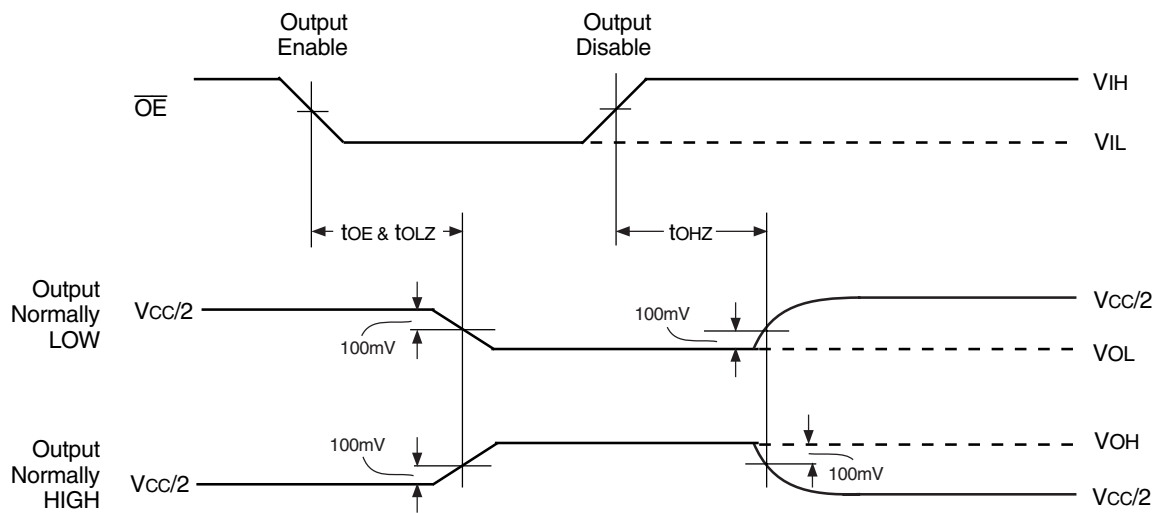 Output
Enable
Output
Disable
OE
VIH
VIL
tOE & tOLZ
tOHZ
Output
Normally
LOW
VCC/2
100mV
100mV
VCC/2
VOL
Output
Normally
HIGH
VCC/2
100mV
100mV
VOH
VCC/2